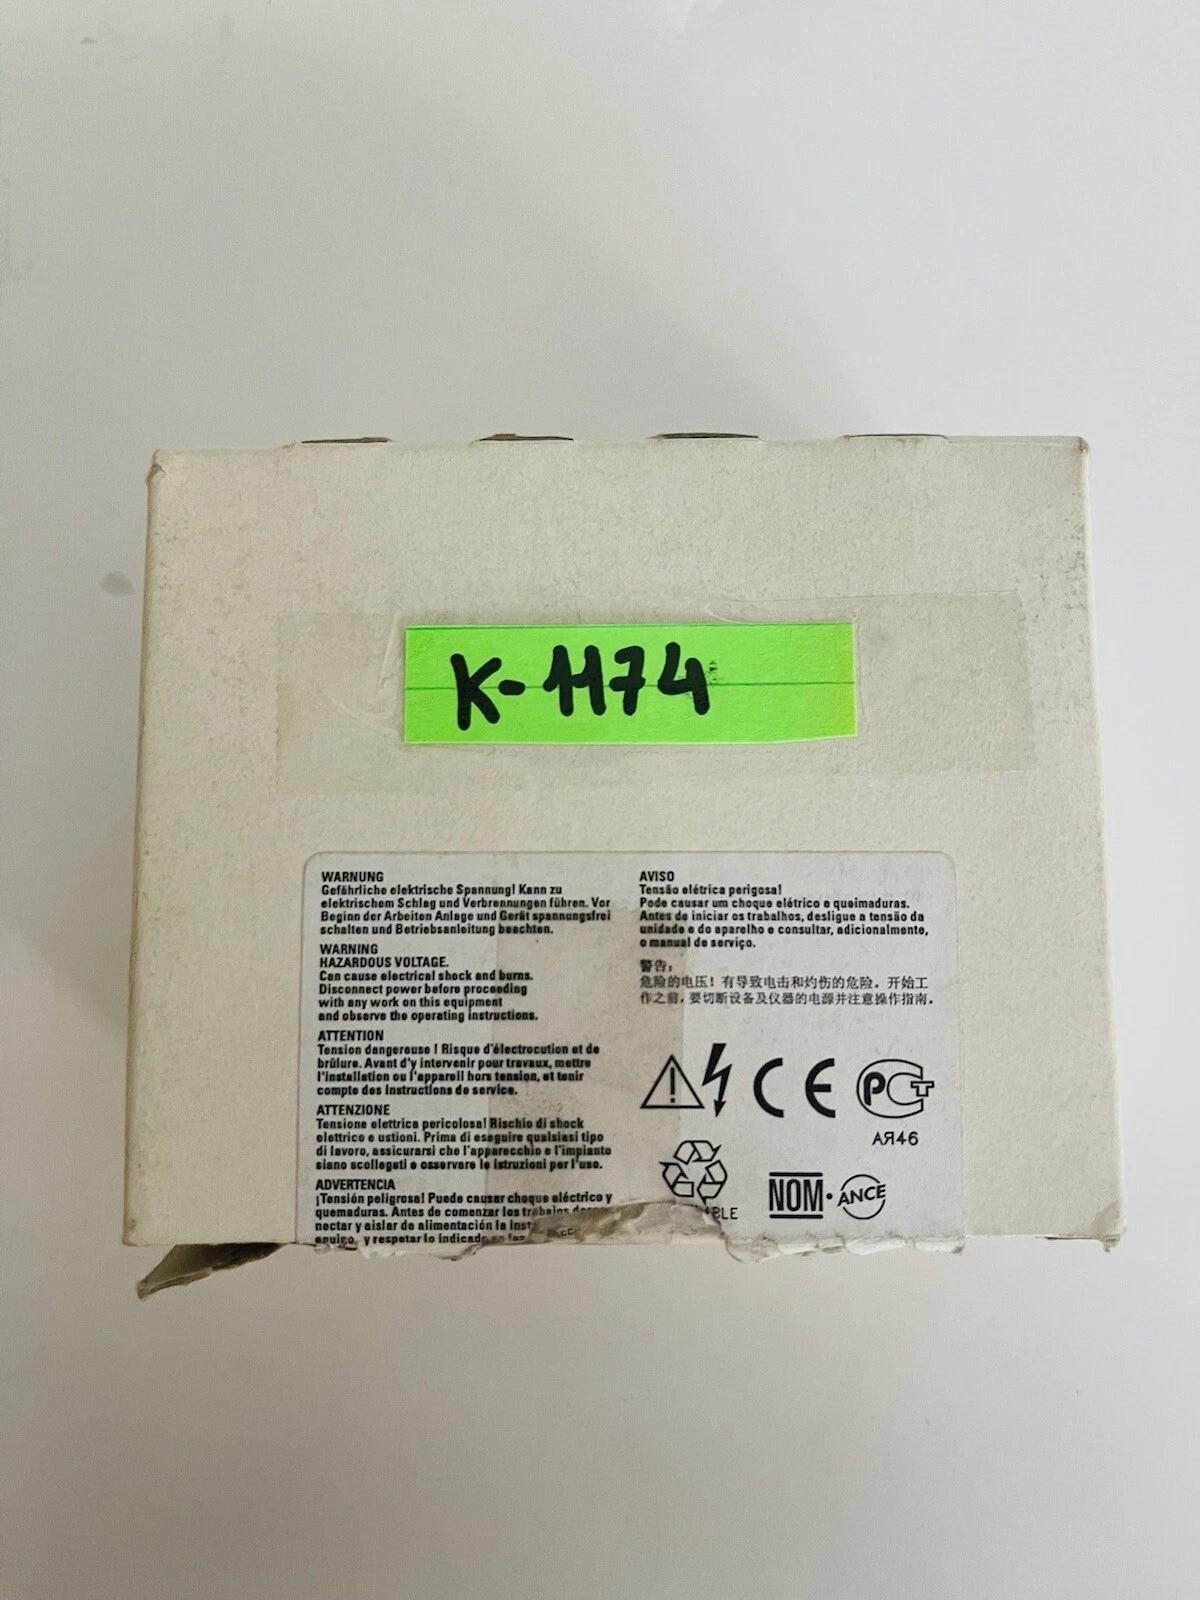 K-1174
WARNUNG
Gefährliche elektrische Spannung! Kann zu
elektrischem Schlag und Verbrennungen führen. Vor
Beginn der Arbeiten Anlage und Gerät spannungsfrei
schalten und Betriebsanleitung beachten.
WARNING
HAZARDOUS VOLTAGE.
Can cause electrical shock and burns.
Disconnect power before proceeding
with any work on this equipment
and observe the operating instructions.
ATTENTION
Tension dangereuse ! Risque d'électrocution et de
brûlure. Avant d'y intervenir pour travaux, mettre
l'installation ou l'appareil hors tension, et tenir
compte des Instructions de service.
ATTENZIONE
Tensione elettrica pericolosa! Rischio di shock
elettrico e ustioni. Prima di eseguire qualsiasi tipo
di lavoro, assicurarsi che l'apparecchio e l'impianto
siano scollegati e osservare le istruzioni per l'uso.
ADVERTENCIA
¡Tensión peligrosa! Puede causar choque eléctrico y
quemaduras. Antes de comenzar los trabajos
nectar y aislar de alimentación la
equipo y respetar lo
AVISO
Tensão elétrica perigosa!
Pode causar um choque elétrico e queimaduras.
Antes de iniciar os trabalhos, desligue a tensão da
unidade e do aparelho e consultar, adicionalmente,
o manual de serviço.
警告：
危险的电压！有导致电击和灼伤的危险。开始工
作之前，要切断设备及仪器的电源并注意操作指南。
CE PCT
АЯ46
NOM ANCE